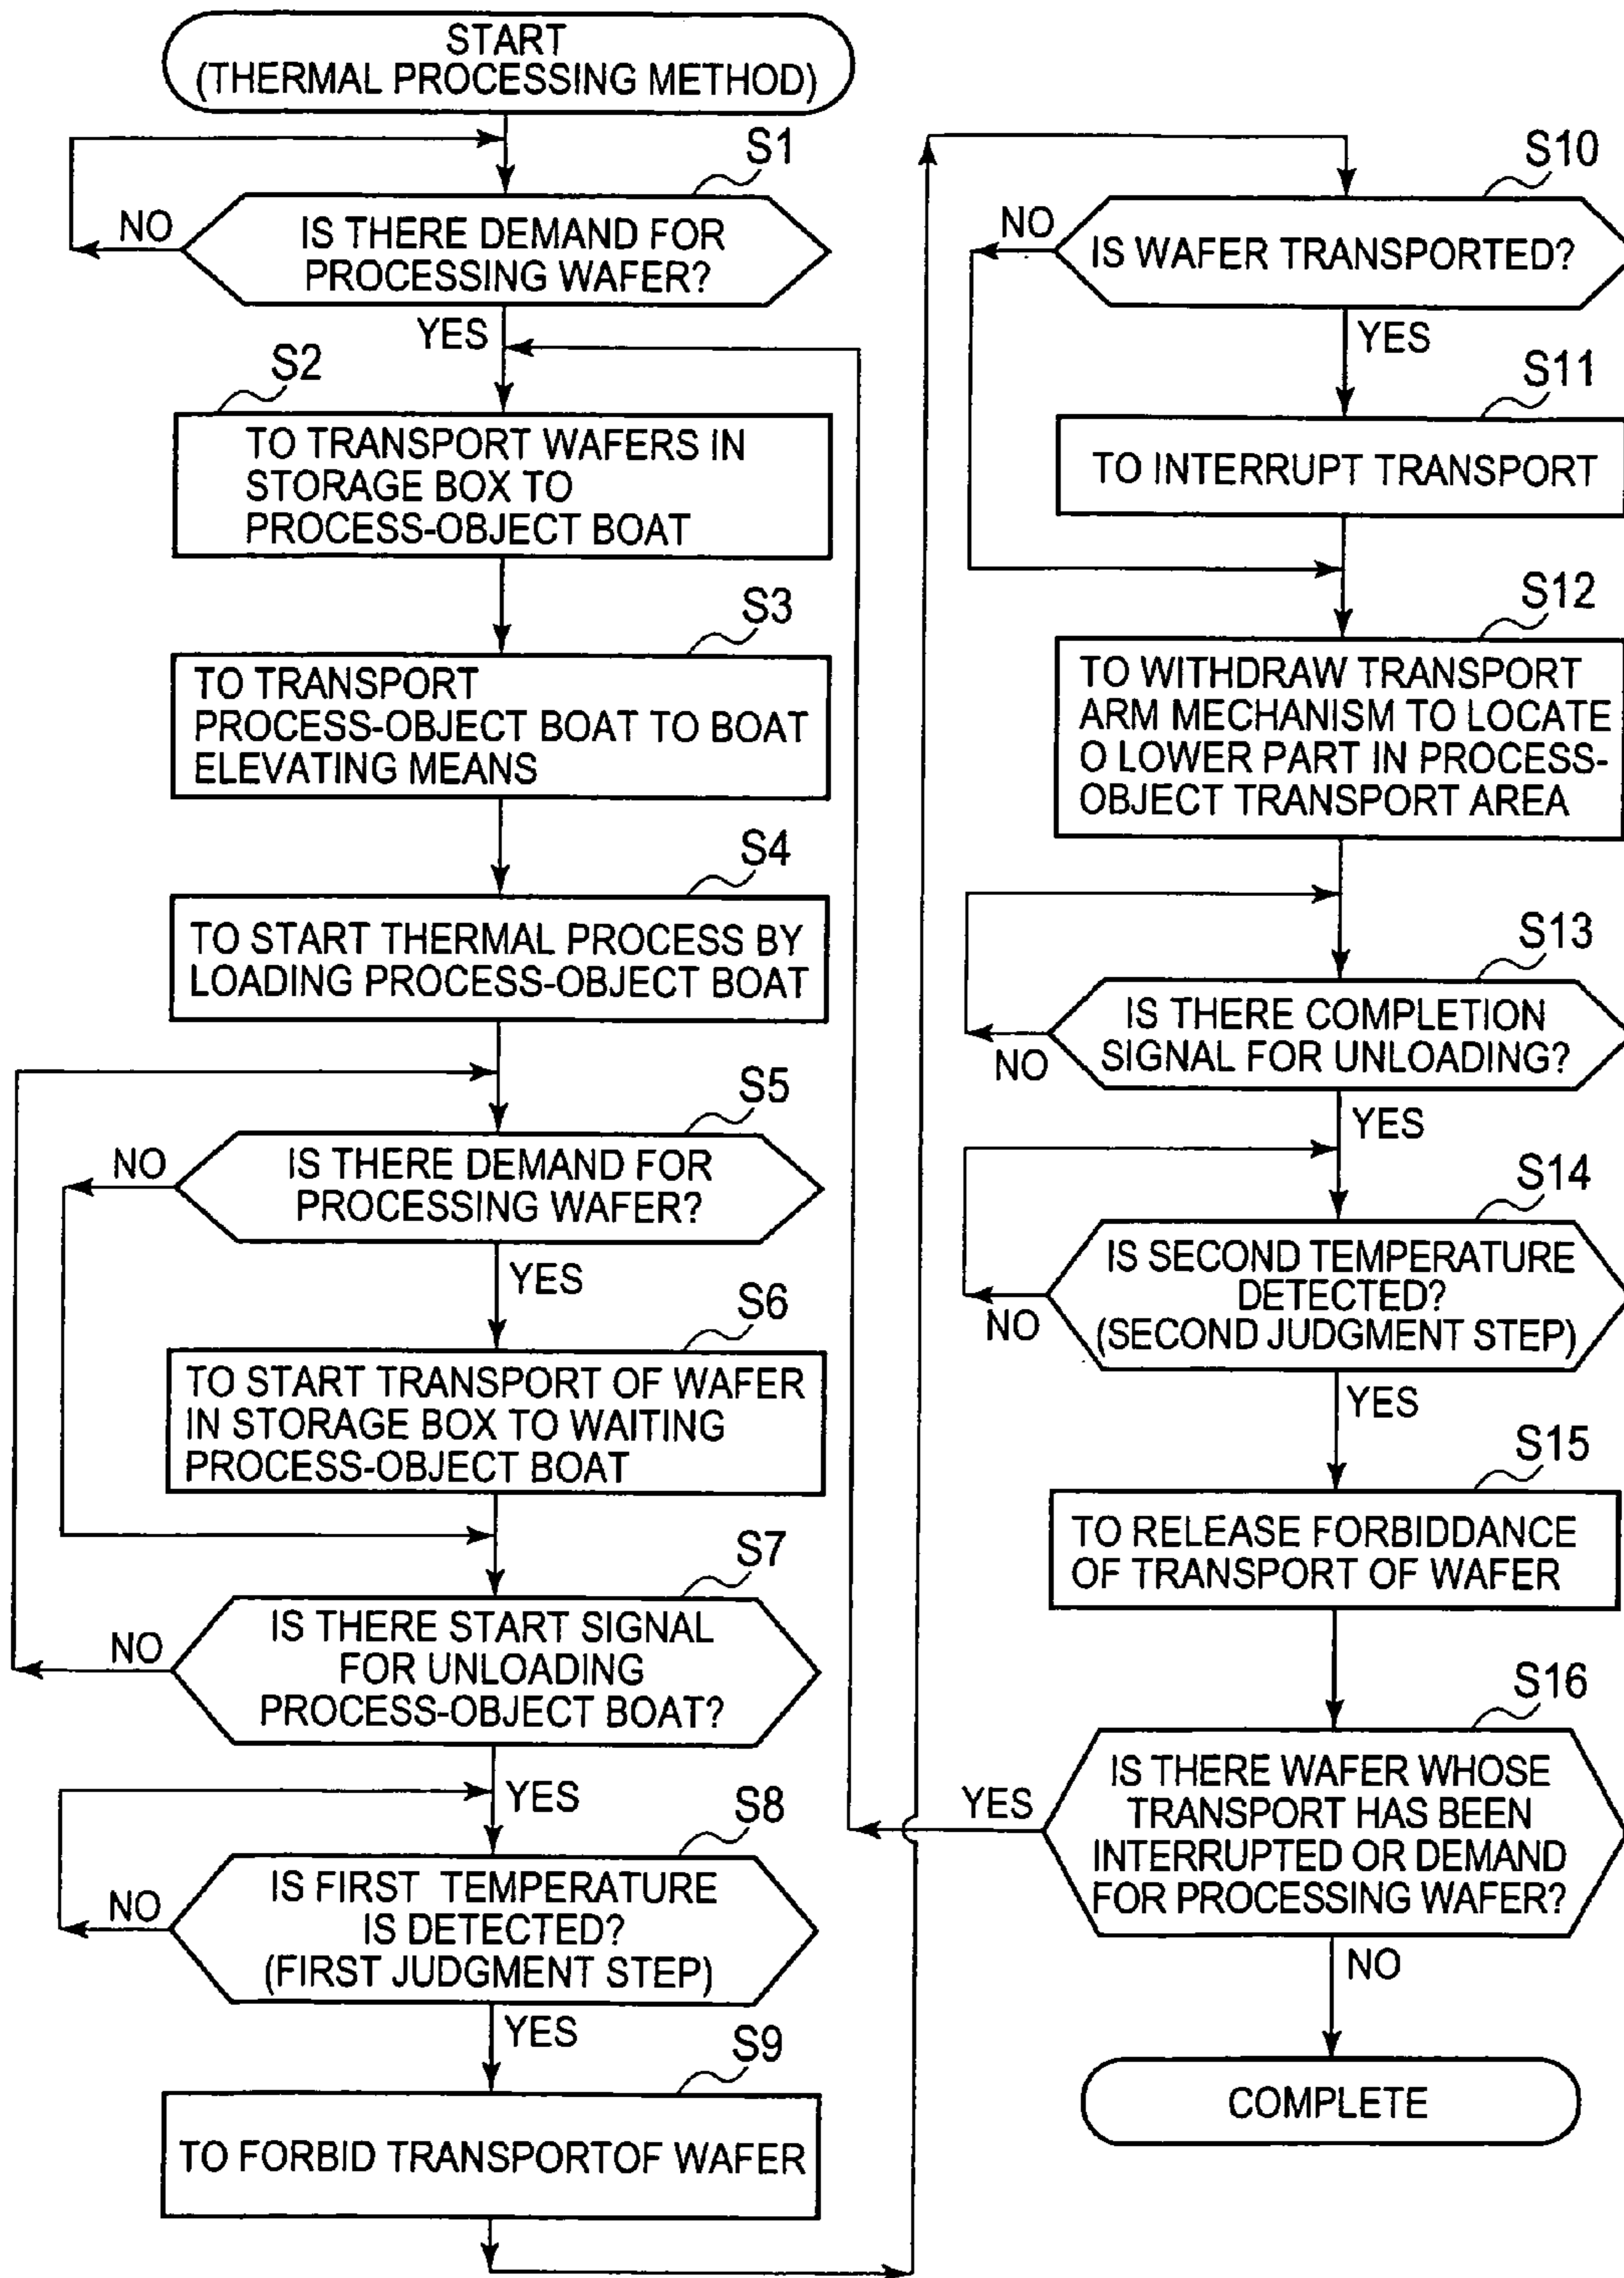 START
(THERMAL PROCESSING METHOD)
S1
NO
IS THERE DEMAND FOR
PROCESSING WAFER?
YES
S2
TO TRANSPORT WAFERS IN
STORAGE BOX TO
PROCESS-OBJECT BOAT
S3
TO TRANSPORT
PROCESS-OBJECT BOAT TO BOAT
ELEVATING MEANS
S4
TO START THERMAL PROCESS BY
LOADING PROCESS-OBJECT BOAT
S5
NO
IS THERE DEMAND FOR
PROCESSING WAFER?
YES
S6
TO START TRANSPORT OF WAFER
IN STORAGE BOX TO WAITING
PROCESS-OBJECT BOAT
S7
NO
IS THERE START SIGNAL
FOR UNLOADING
PROCESS-OBJECT BOAT?
YES
S8
NO
IS FIRST TEMPERATURE
IS DETECTED?
(FIRST JUDGMENT STEP)
YES
S9
TO FORBID TRANSPORTOF WAFER
S10
NO
IS WAFER TRANSPORTED?
YES
S11
TO INTERRUPT TRANSPORT
S12
TO WITHDRAW TRANSPORT
ARM MECHANISM TO LOCATE
O LOWER PART IN PROCESS-
OBJECT TRANSPORT AREA
S13
IS THERE COMPLETION
SIGNAL FOR UNLOADING?
NO
YES
S14
IS SECOND TEMPERATURE
DETECTED?
(SECOND JUDGMENT STEP)
NO
YES
S15
TO RELEASE FORBIDDANCE
OF TRANSPORT OF WAFER
S16
YES
IS THERE WAFER WHOSE
TRANSPORT HAS BEEN
INTERRUPTED OR DEMAND
FOR PROCESSING WAFER?
NO
COMPLETE